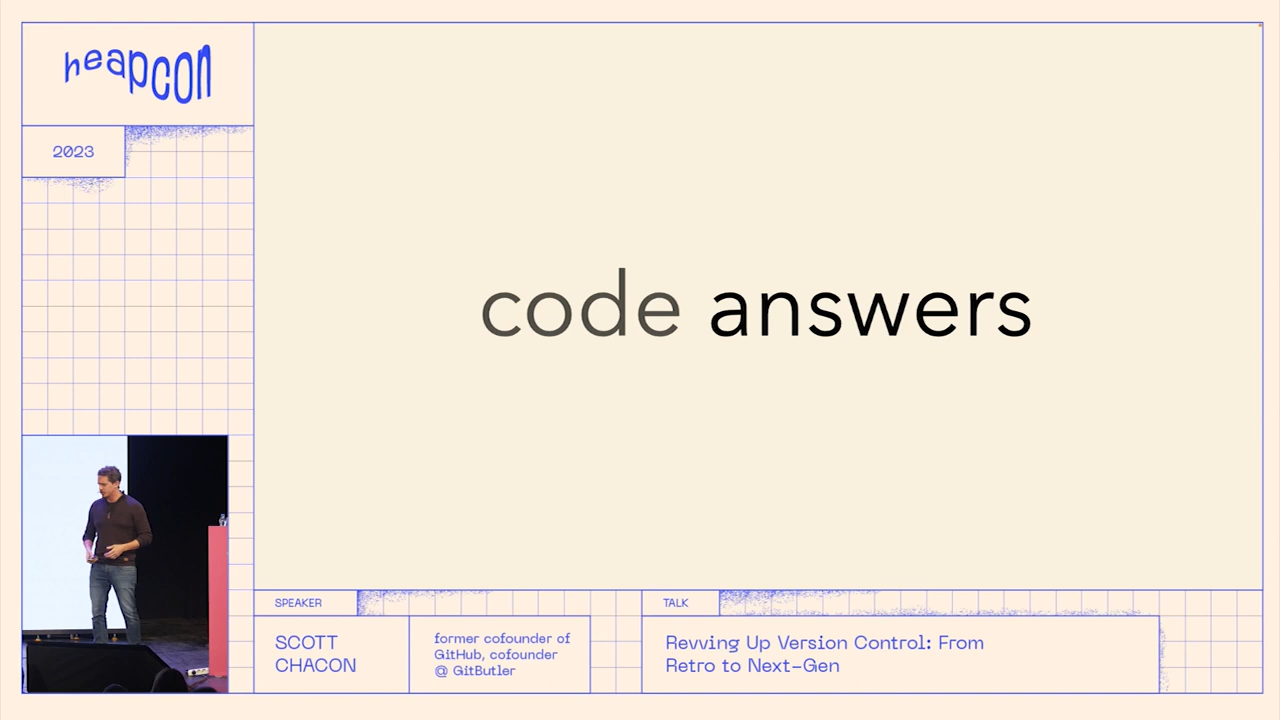 heapcon
2023
code answers
SPEAKER
SCOTT
CHACON
former cofounder of
GitHub, cofounder
@ GitButler
TALK
Revving Up Version Control: From
Retro to Next-Gen